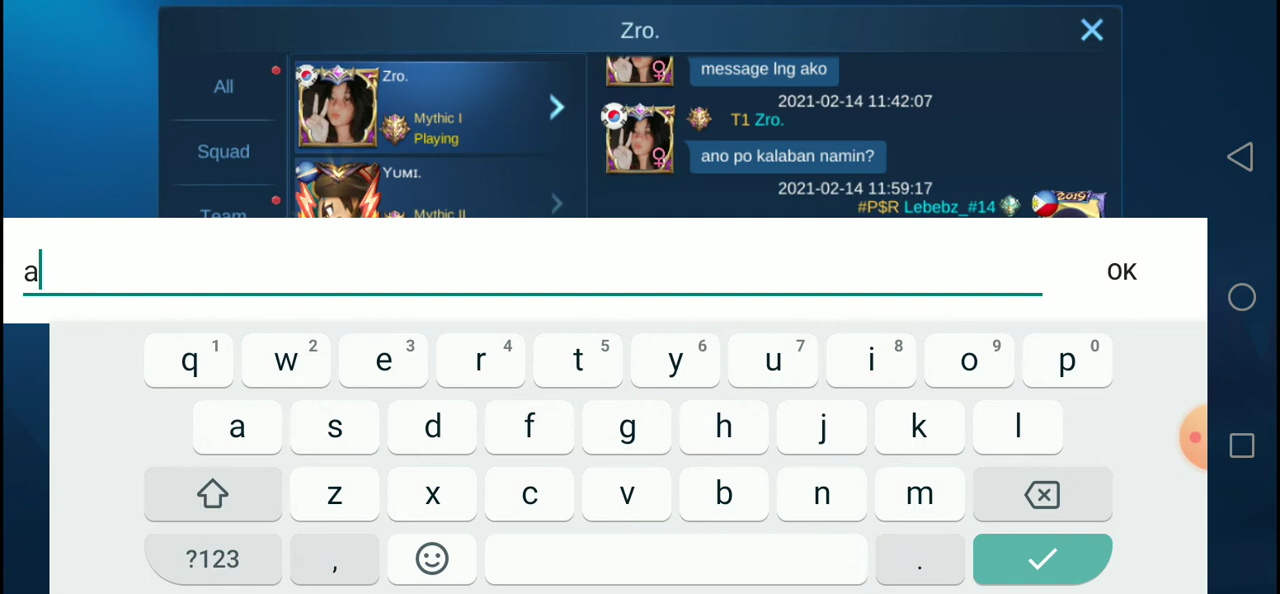 Zro.
All
Squad
Team
Zro.
Mythic I
Playing
YUMI.
Mythic II
message lng ako
2021-02-14 11:42:07
T1 Zro.
ano po kalaban namin?
2021-02-14 11:59:17
#P$R Lebebz_#14
2019
a
OK
q 1 w 2 e 3 r 4 t 5 y 6 u 7 i 8 o 9 p 0
a s d f g h j k l
z x c v b n m
?123 , .